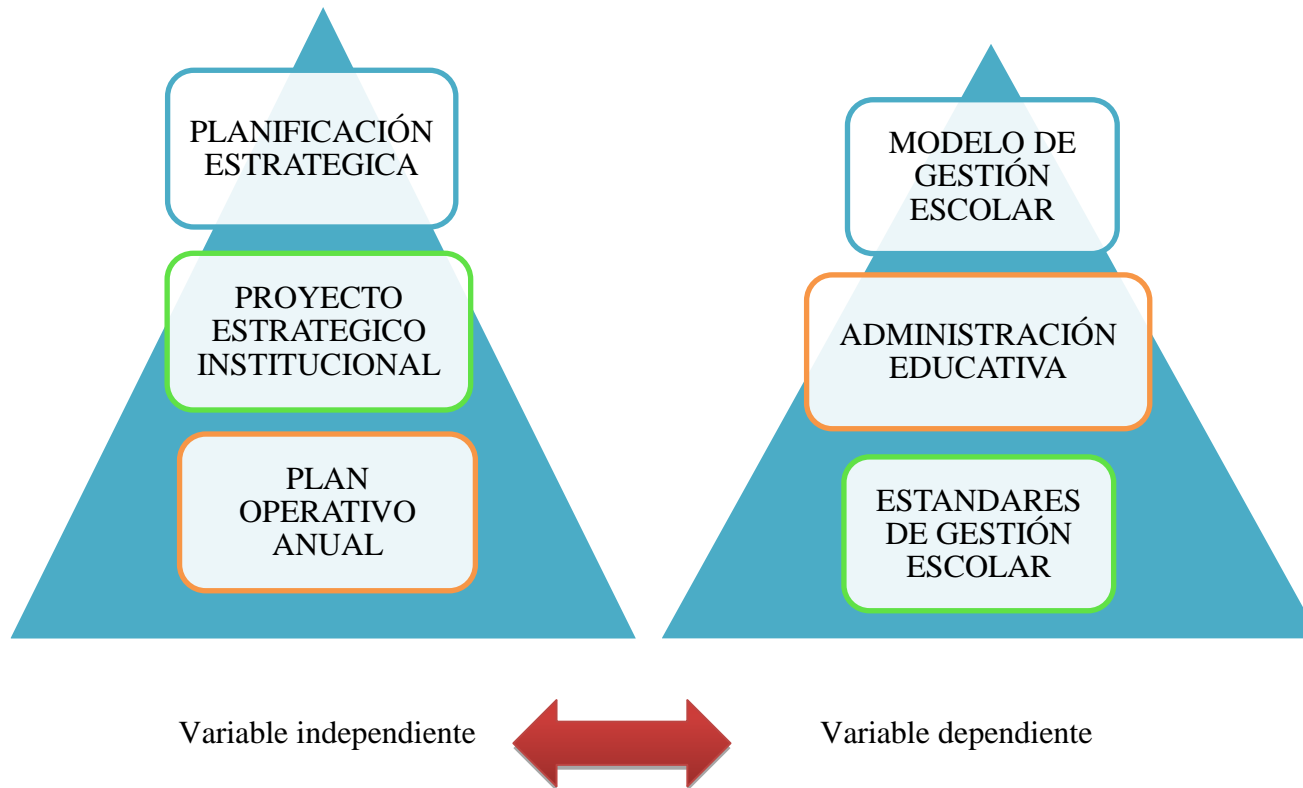 PLANIFICACIÓN
ESTRATEGICA
PROYECTO
ESTRATEGICO
INSTITUCIONAL
PLAN
OPERATIVO
ANUAL
MODELO DE
GESTIÓN
ESCOLAR
ADMINISTRACIÓN
EDUCATIVA
ESTANDARES
DE GESTIÓN
ESCOLAR
Variable independiente
Variable dependiente